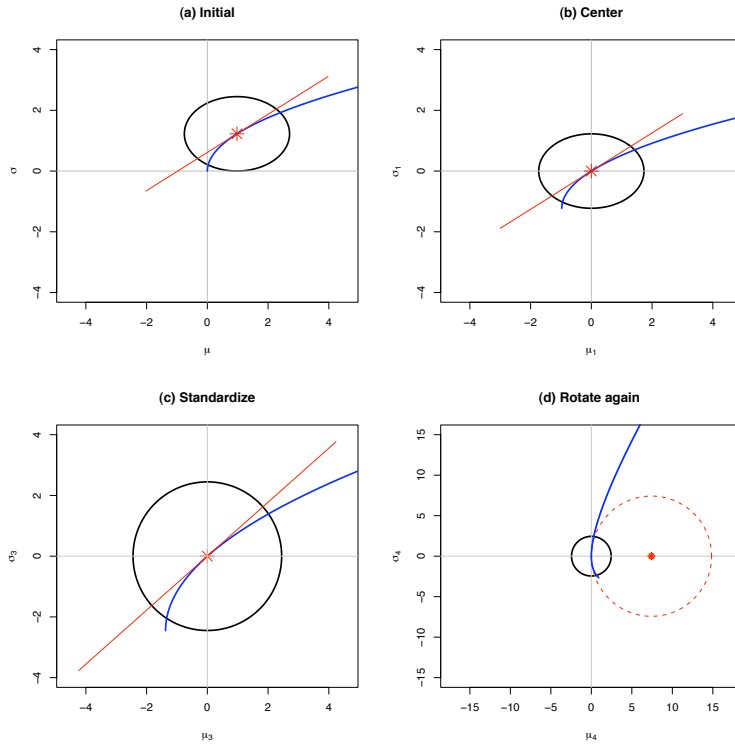 (a) Initial
4
2
0
−2
−4
σ
−4 −2 0 2 4
μ
(b) Center
4
2
0
−2
−4
σ1
−4 −2 0 2 4
μ1
(c) Standardize
4
2
0
−2
−4
σ3
−4 −2 0 2 4
μ3
(d) Rotate again
15
10
5
0
−5
−10
−15
σ4
−15 −10 −5 0 5 10 15
μ4